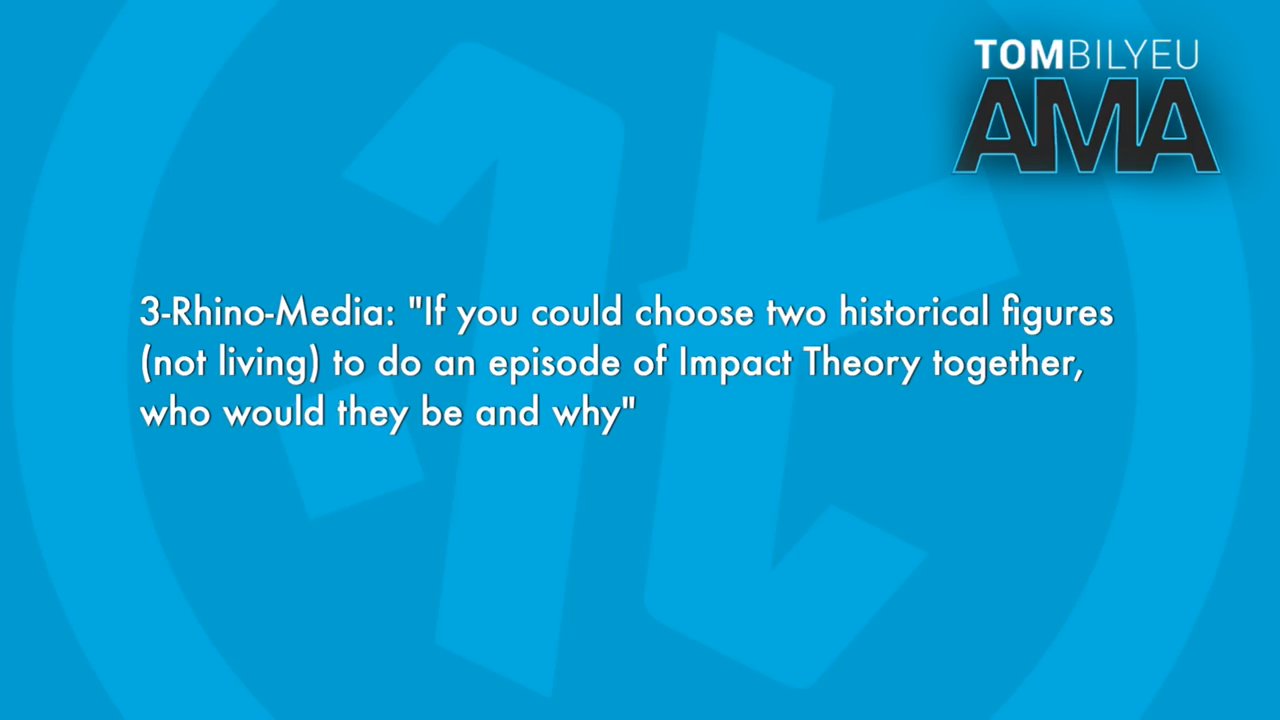 TOMBILYEU
AMA
3-Rhino-Media: "If you could choose two historical figures
(not living) to do an episode of Impact Theory together,
who would they be and why"